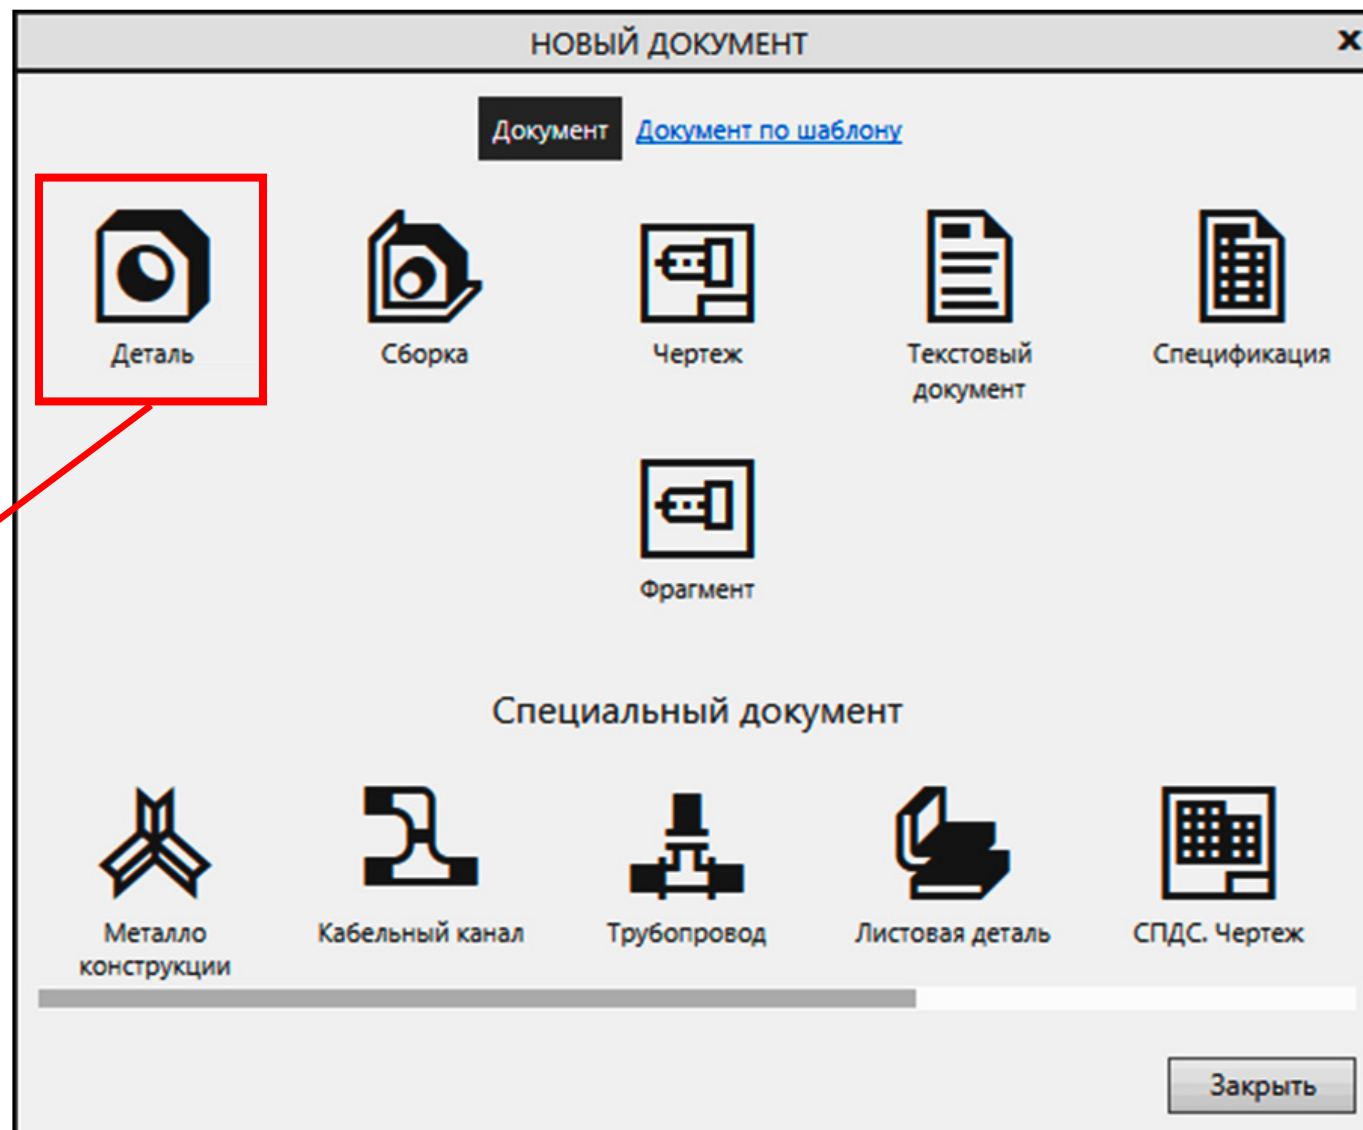 НОВЫЙ ДОКУМЕНТ
x
Документ Документ по шаблону
Деталь
Сборка
Чертеж
Текстовый
документ
Спецификация
Фрагмент
Специальный документ
Металло
конструкции
Кабельный канал
Трубопровод
Листовая деталь
СПДС. Чертеж
Закрыть